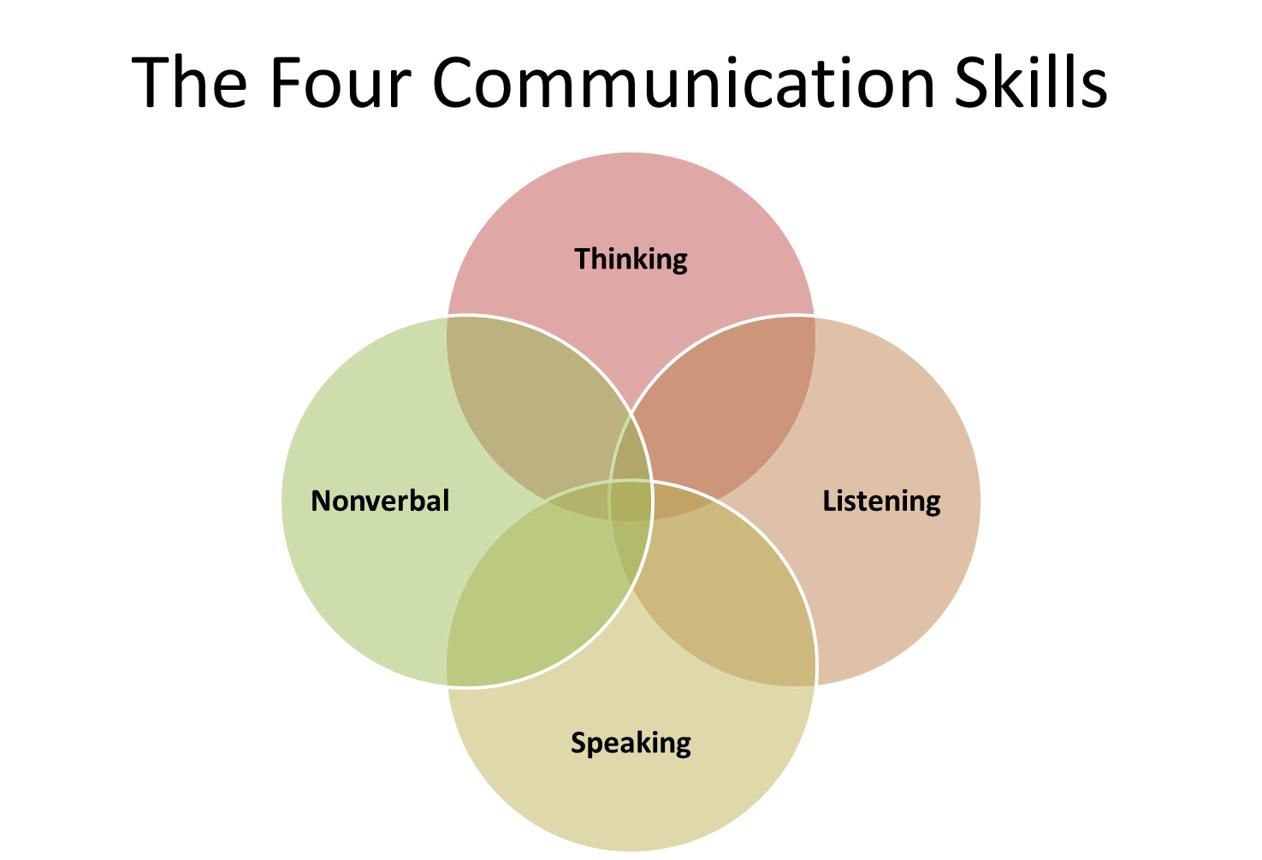 The Four Communication Skills
Thinking
Nonverbal
Listening
Speaking